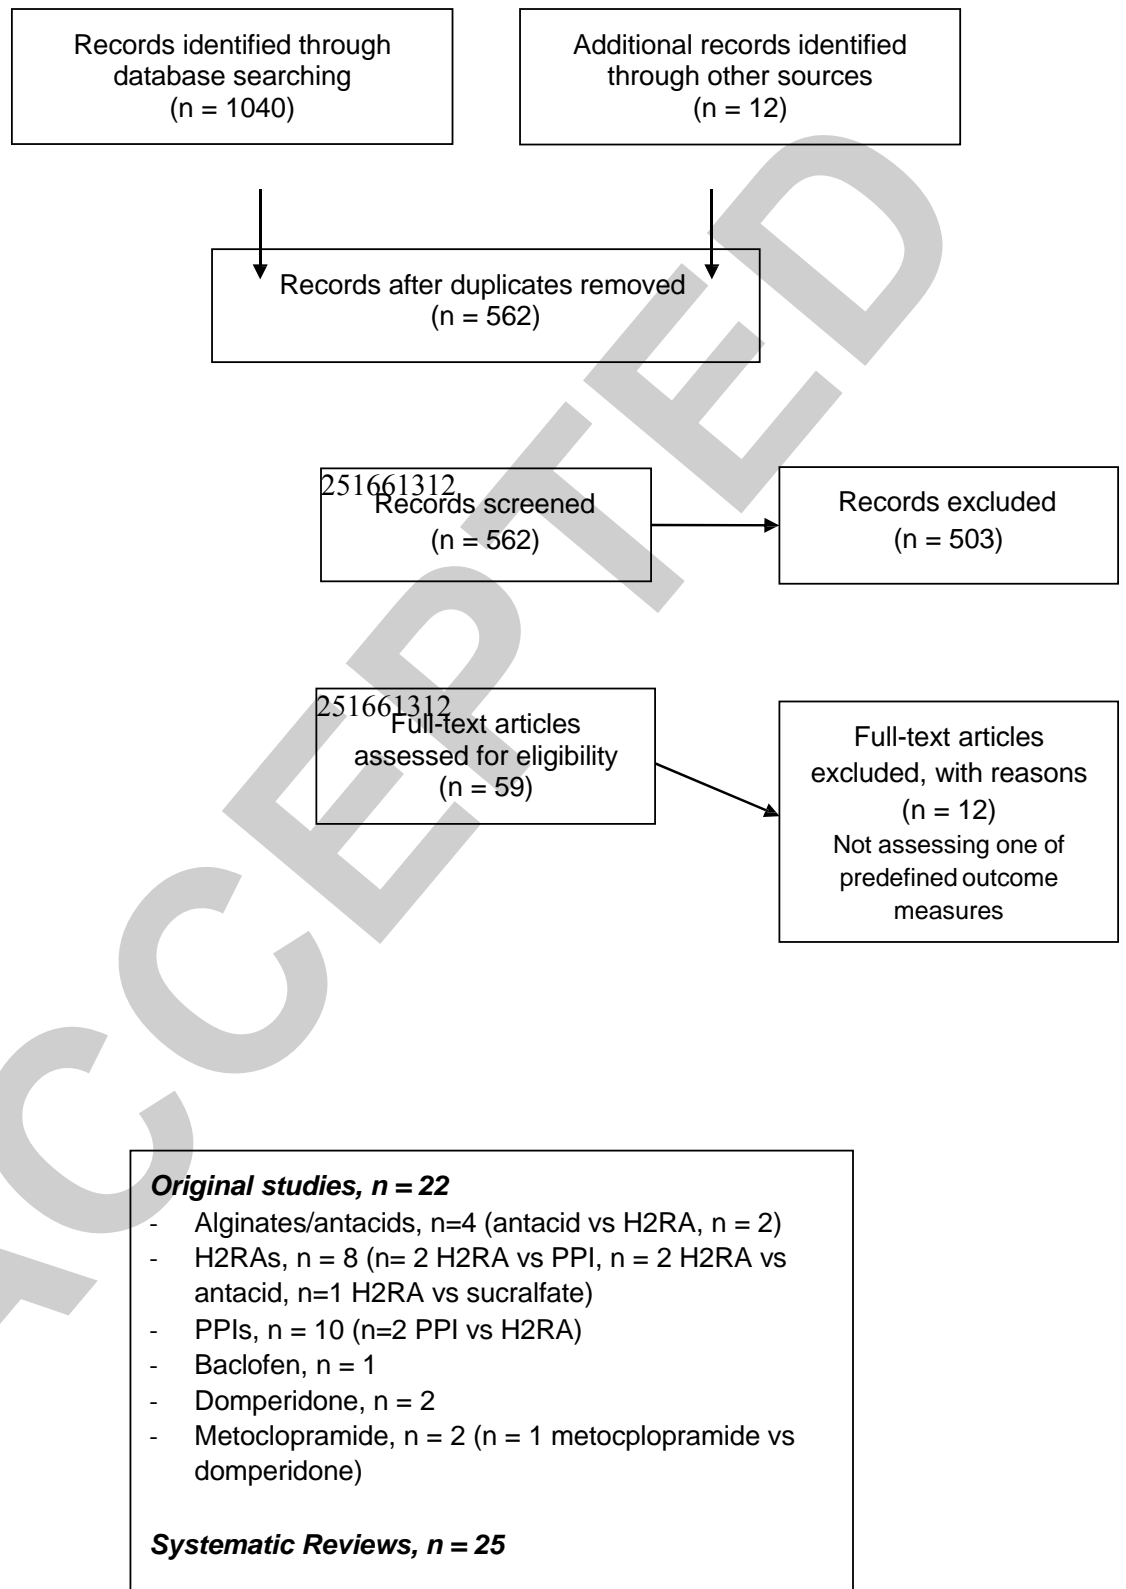 Records identified through
database searching
(n = 1040)
Additional records identified
through other sources
(n = 12)
Records after duplicates removed
(n = 562)
251661312
Records screened
(n = 562)
Records excluded
(n = 503)
251661312
Full-text articles
assessed for eligibility
(n = 59)
Full-text articles
excluded, with reasons
(n = 12)
Not assessing one of
predefined outcome
measures
Original studies, n = 22
- Alginates/antacids, n=4 (antacid vs H2RA, n = 2)
- H2RAs, n = 8 (n= 2 H2RA vs PPI, n = 2 H2RA vs
antacid, n=1 H2RA vs sucralfate)
- PPIs, n = 10 (n=2 PPI vs H2RA)
- Baclofen, n = 1
- Domperidone, n = 2
- Metoclopramide, n = 2 (n = 1 metocplopramide vs
domperidone)
Systematic Reviews, n = 25
ACCEPTED